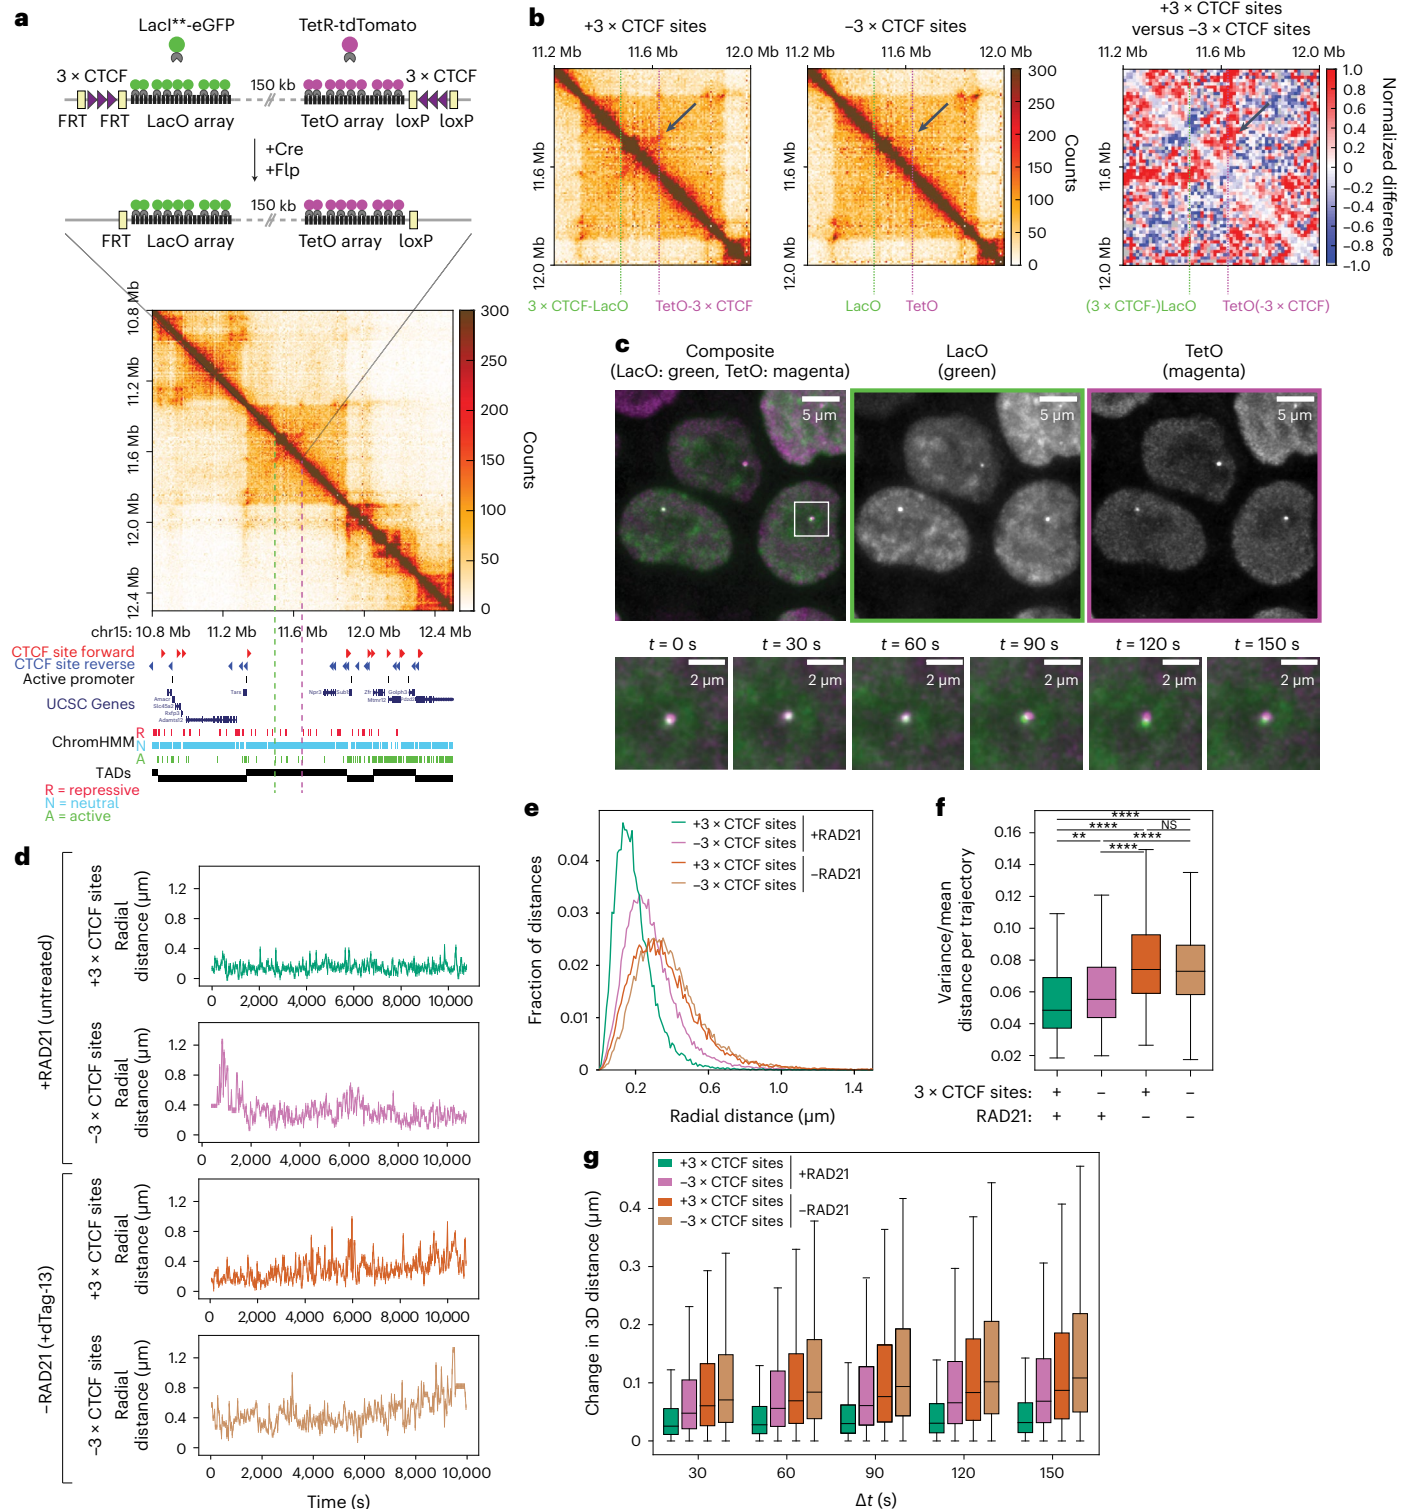 a
LacI**-eGFP
TetR-tdTomato
3 × CTCF
150 kb
3 × CTCF
FRT FRT LacO array TetO array loxP loxP
+Cre
+Flp
150 kb
FRT LacO array TetO array loxP
10.8 Mb
11.2 Mb
11.6 Mb
12.0 Mb
12.4 Mb
300
250
200
150
100
50
0
Counts
chr15: 10.8 Mb 11.2 Mb 11.6 Mb 12.0 Mb 12.4 Mb
CTCF site forward
CTCF site reverse
Active promoter
UCSC Genes
Tars
Npr3
Sub1
Zfr
Golph3
Amacr
Slc45a2
Rxfp3
Adamts12
Mtmr12
ChromHMM
R
N
A
TADs
R = repressive
N = neutral
A = active
b
+3 × CTCF sites
11.2 Mb 11.6 Mb 12.0 Mb
11.6 Mb
12.0 Mb
300
250
200
150
100
50
0
Counts
3 × CTCF-LacO TetO-3 × CTCF
−3 × CTCF sites
11.2 Mb 11.6 Mb 12.0 Mb
11.6 Mb
12.0 Mb
300
250
200
150
100
50
0
Counts
LacO TetO
+3 × CTCF sites
versus −3 × CTCF sites
11.2 Mb 11.6 Mb 12.0 Mb
11.6 Mb
12.0 Mb
1.0
0.8
0.6
0.4
0.2
0
−0.2
−0.4
−0.6
−0.8
−1.0
Normalized difference
(3 × CTCF-)LacO TetO(-3 × CTCF)
c
Composite
(LacO: green, TetO: magenta)
LacO
(green)
TetO
(magenta)
5 µm
5 µm
5 µm
t = 0 s t = 30 s t = 60 s t = 90 s t = 120 s t = 150 s
2 µm 2 µm 2 µm 2 µm 2 µm 2 µm
d
+RAD21 (untreated)
+3 × CTCF sites
Radial
distance (µm)
1.2
0.8
0.4
0
0 2,000 4,000 6,000 8,000 10,000
−3 × CTCF sites
Radial
distance (µm)
1.2
0.8
0.4
0
0 2,000 4,000 6,000 8,000 10,000
−RAD21 (+dTag-13)
+3 × CTCF sites
Radial
distance (µm)
1.2
0.8
0.4
0
0 2,000 4,000 6,000 8,000 10,000
−3 × CTCF sites
Radial
distance (µm)
1.2
0.8
0.4
0
0 2,000 4,000 6,000 8,000 10,000
Time (s)
e
+3 × CTCF sites
−3 × CTCF sites
+RAD21
+3 × CTCF sites
−3 × CTCF sites
−RAD21
Fraction of distances
0.04
0.03
0.02
0.01
0
0.2 0.6 1.0 1.4
Radial distance (µm)
f
Variance/mean
distance per trajectory
0.16
0.14
0.12
0.10
0.08
0.06
0.04
0.02
****
**** NS
** ****
****
3 × CTCF sites: + − + −
RAD21: + + − −
g
+3 × CTCF sites
−3 × CTCF sites
+RAD21
+3 × CTCF sites
−3 × CTCF sites
−RAD21
Change in 3D distance (µm)
0.4
0.3
0.2
0.1
0
30 60 90 120 150
Δt (s)